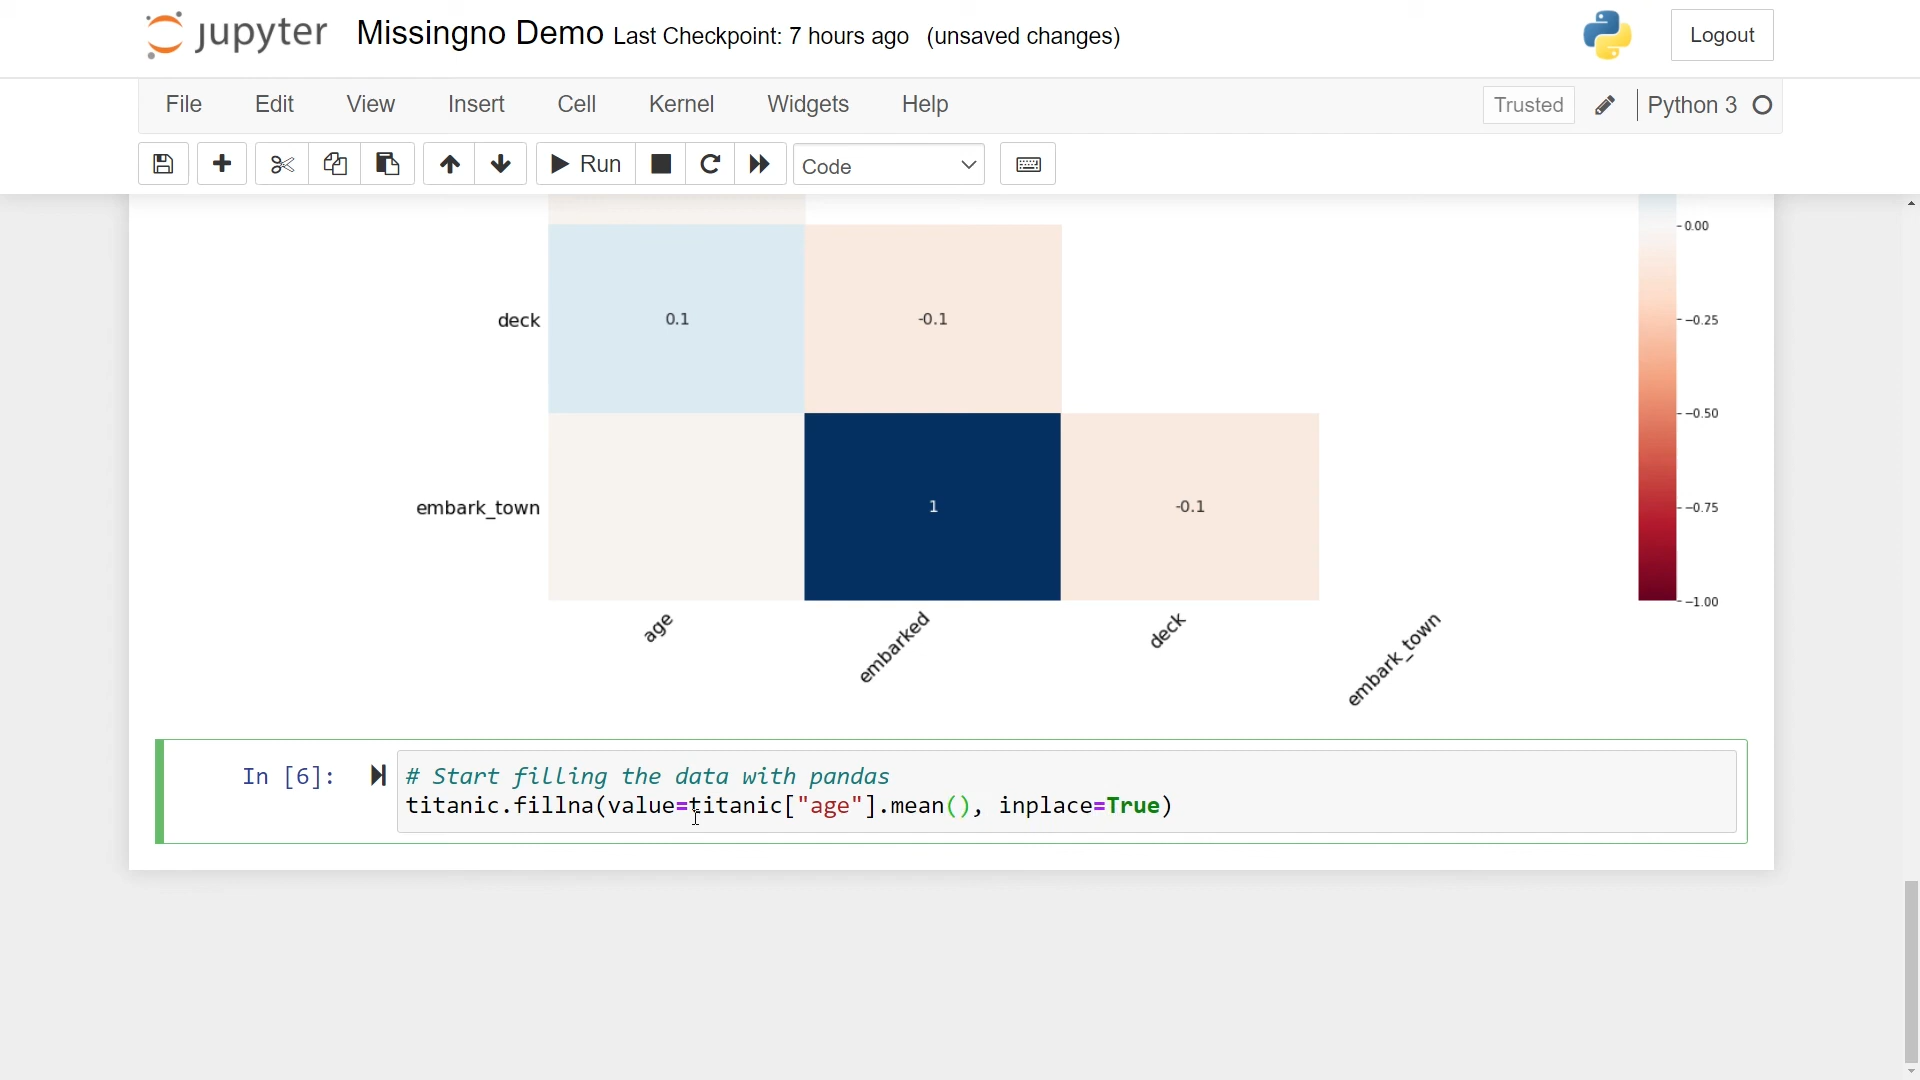 jupyter Missingno Demo Last Checkpoint: 7 hours ago (unsaved changes) Logout
File Edit View Insert Cell Kernel Widgets Help Trusted Python 3
Run Code
0.00
deck 0.1 -0.1
−0.25
−0.50
embark_town 1 -0.1
−0.75
−1.00
age embarked deck embark_town
In [6]: # Start filling the data with pandas
titanic.fillna(value=titanic["age"].mean(), inplace=True)